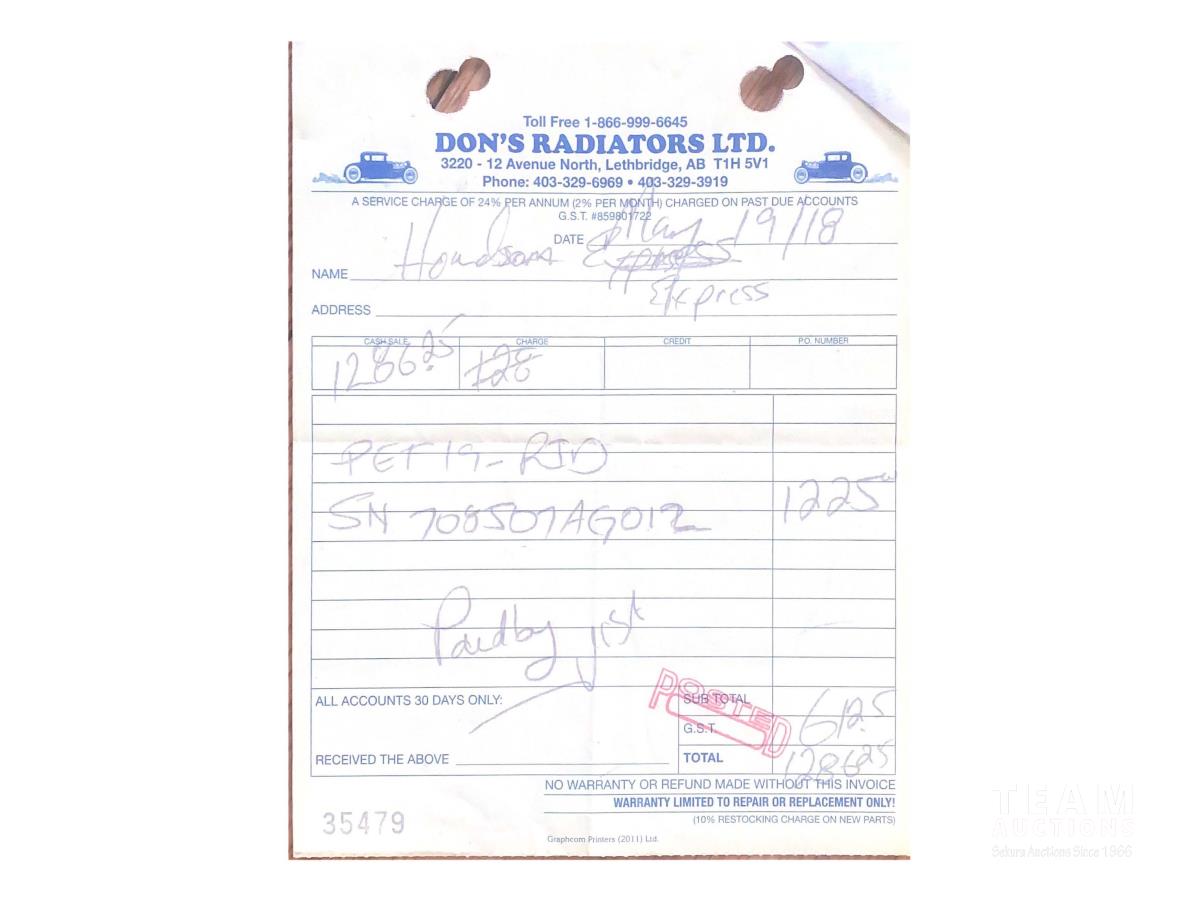 Toll Free 1-866-999-6645
DON'S RADIATORS LTD.
3220 - 12 Avenue North, Lethbridge, AB T1H 5V1
Phone: 403-329-6969 • 403-329-3919
A SERVICE CHARGE OF 24% PER ANNUM (2% PER MONTH) CHARGED ON PAST DUE ACCOUNTS
G.S.T. #859801722
DATE May 19/18
NAME Houdsons
Express
ADDRESS
CASH SALE CHARGE CREDIT P.O. NUMBER
1286.25 128
PET 19 - RTD
SN 708507AG012 1225
Paid by
POSTED
ALL ACCOUNTS 30 DAYS ONLY: SUB TOTAL
G.S.T. 61.25
RECEIVED THE ABOVE TOTAL 1286.25
NO WARRANTY OR REFUND MADE WITHOUT THIS INVOICE
WARRANTY LIMITED TO REPAIR OR REPLACEMENT ONLY!
(10% RESTOCKING CHARGE ON NEW PARTS)
35479
Graphcom Printers (2011) Ltd.
TEAM
AUCTIONS
Sekura Auctions Since 1966